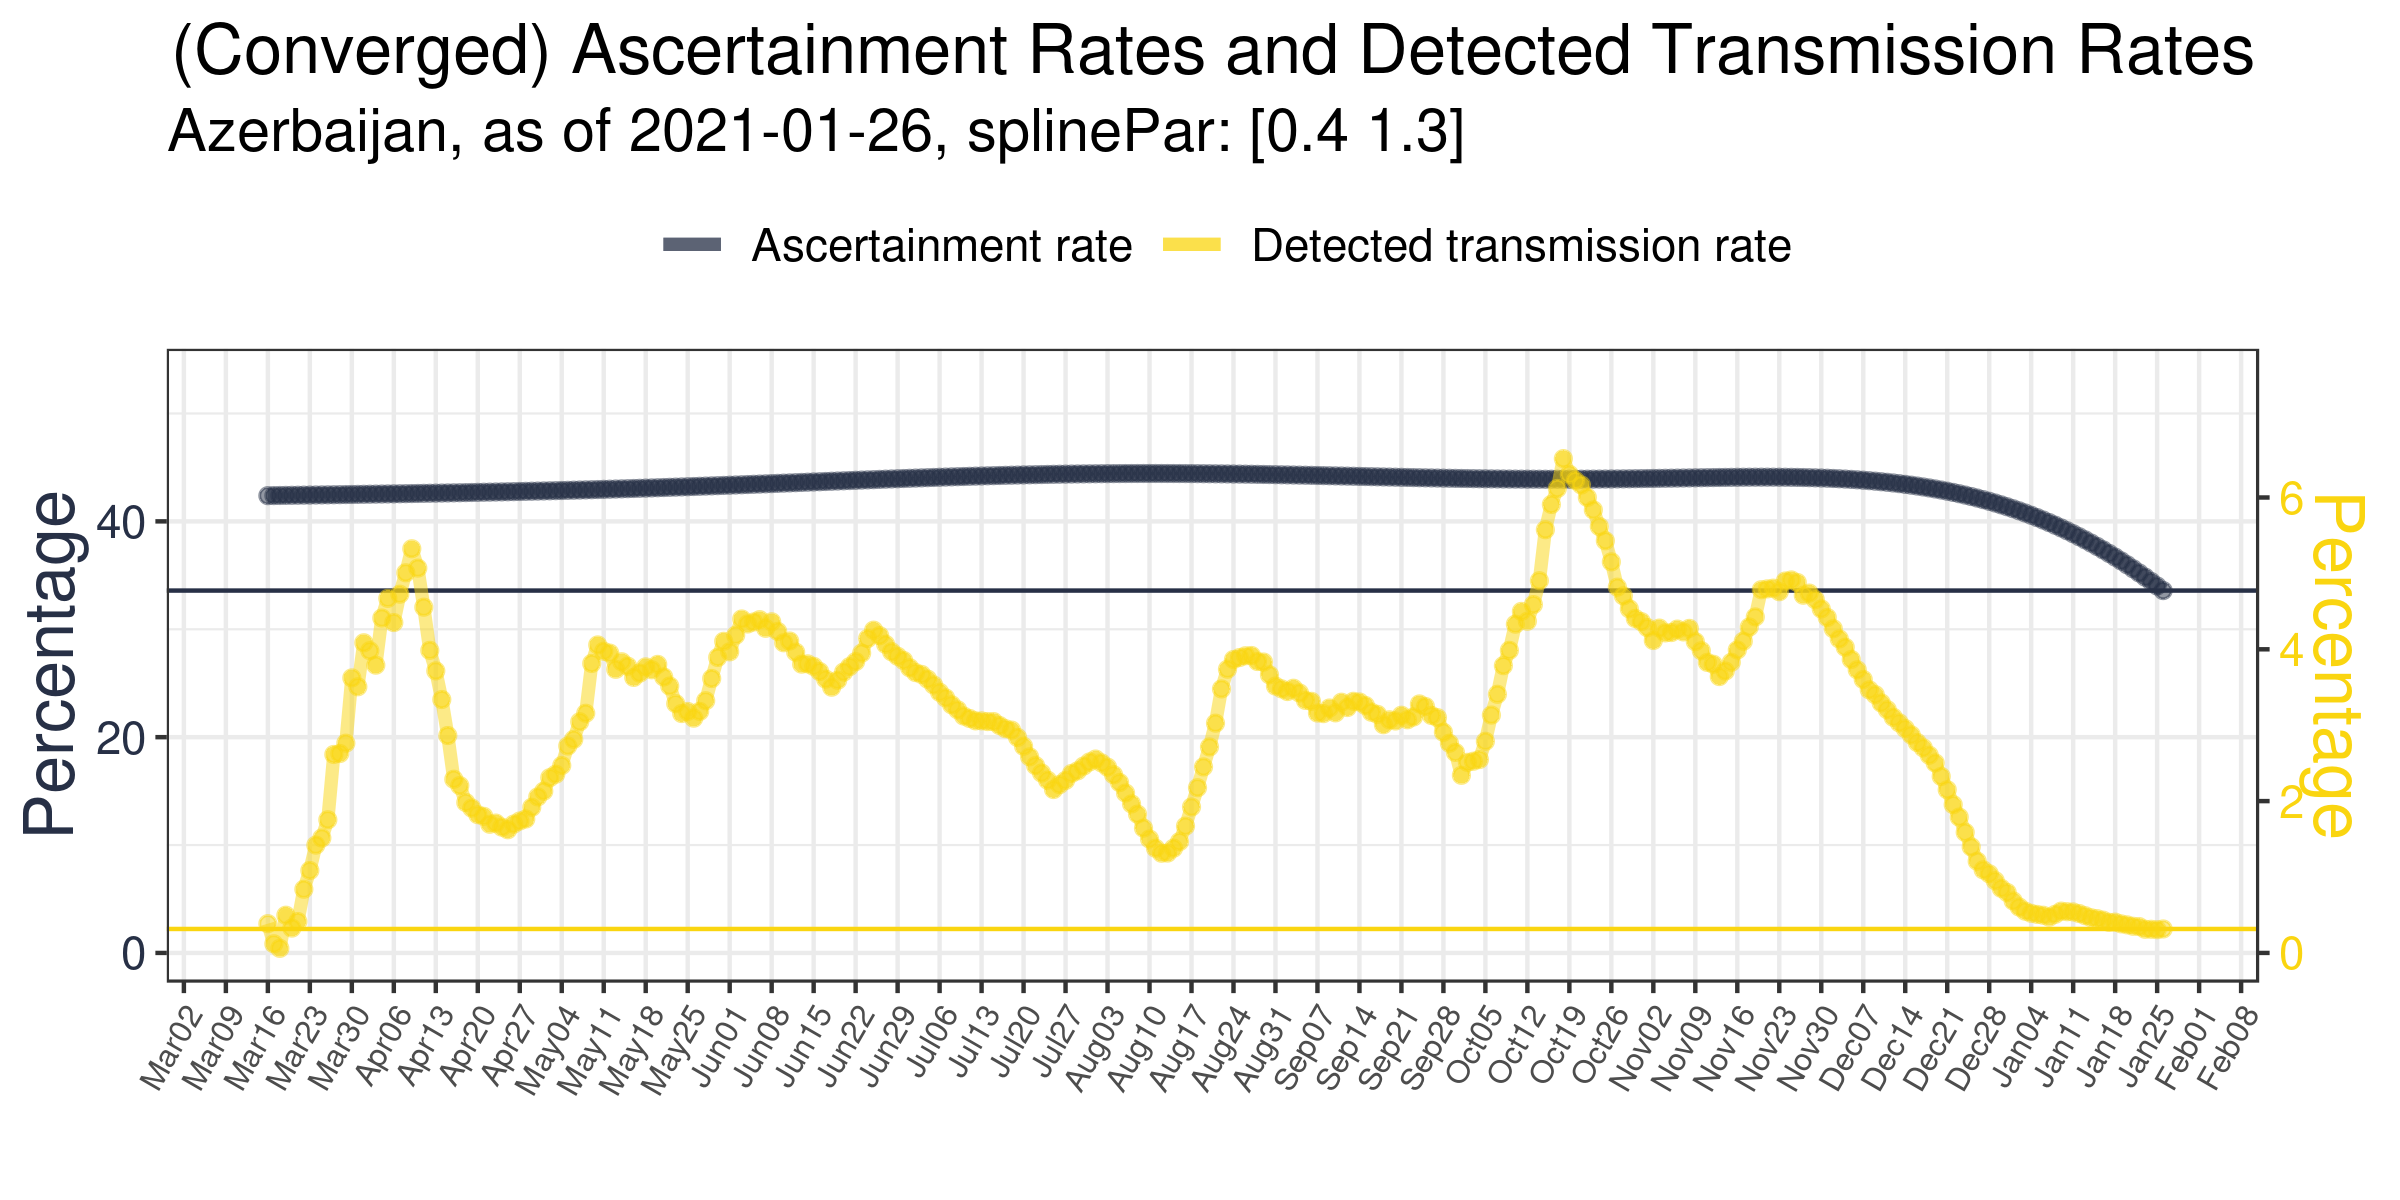 (Converged) Ascertainment Rates and Detected Transmission Rates
Azerbaijan, as of 2021-01-26, splinePar: [0.4 1.3]
Ascertainment rate Detected transmission rate
Percentage
40
20
0
6
4
2
0
Percentage
Mar02 Mar09 Mar16 Mar23 Mar30 Apr06 Apr13 Apr20 Apr27 May04 May11 May18 May25 Jun01 Jun08 Jun15 Jun22 Jun29 Jul06 Jul13 Jul20 Jul27 Aug03 Aug10 Aug17 Aug24 Aug31 Sep07 Sep14 Sep21 Sep28 Oct05 Oct12 Oct19 Oct26 Nov02 Nov09 Nov16 Nov23 Nov30 Dec07 Dec14 Dec21 Dec28 Jan04 Jan11 Jan18 Jan25 Feb01 Feb08